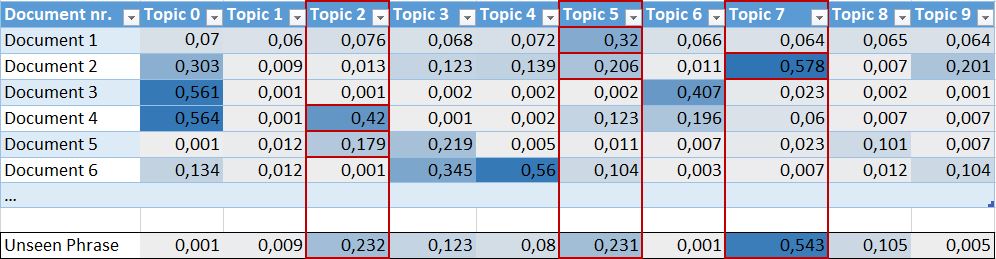 Document nr. Topic 0 Topic 1 Topic 2 Topic 3 Topic 4 Topic 5 Topic 6 Topic 7 Topic 8 Topic 9
Document 1 0,07 0,06 0,076 0,068 0,072 0,32 0,066 0,064 0,065 0,064
Document 2 0,303 0,009 0,013 0,123 0,139 0,206 0,011 0,578 0,007 0,201
Document 3 0,561 0,001 0,001 0,002 0,002 0,002 0,407 0,023 0,002 0,001
Document 4 0,564 0,001 0,42 0,001 0,002 0,123 0,196 0,06 0,007 0,007
Document 5 0,001 0,012 0,179 0,219 0,005 0,011 0,007 0,023 0,101 0,007
Document 6 0,134 0,012 0,001 0,345 0,56 0,104 0,003 0,007 0,012 0,104
...
Unseen Phrase 0,001 0,009 0,232 0,123 0,08 0,231 0,001 0,543 0,105 0,005